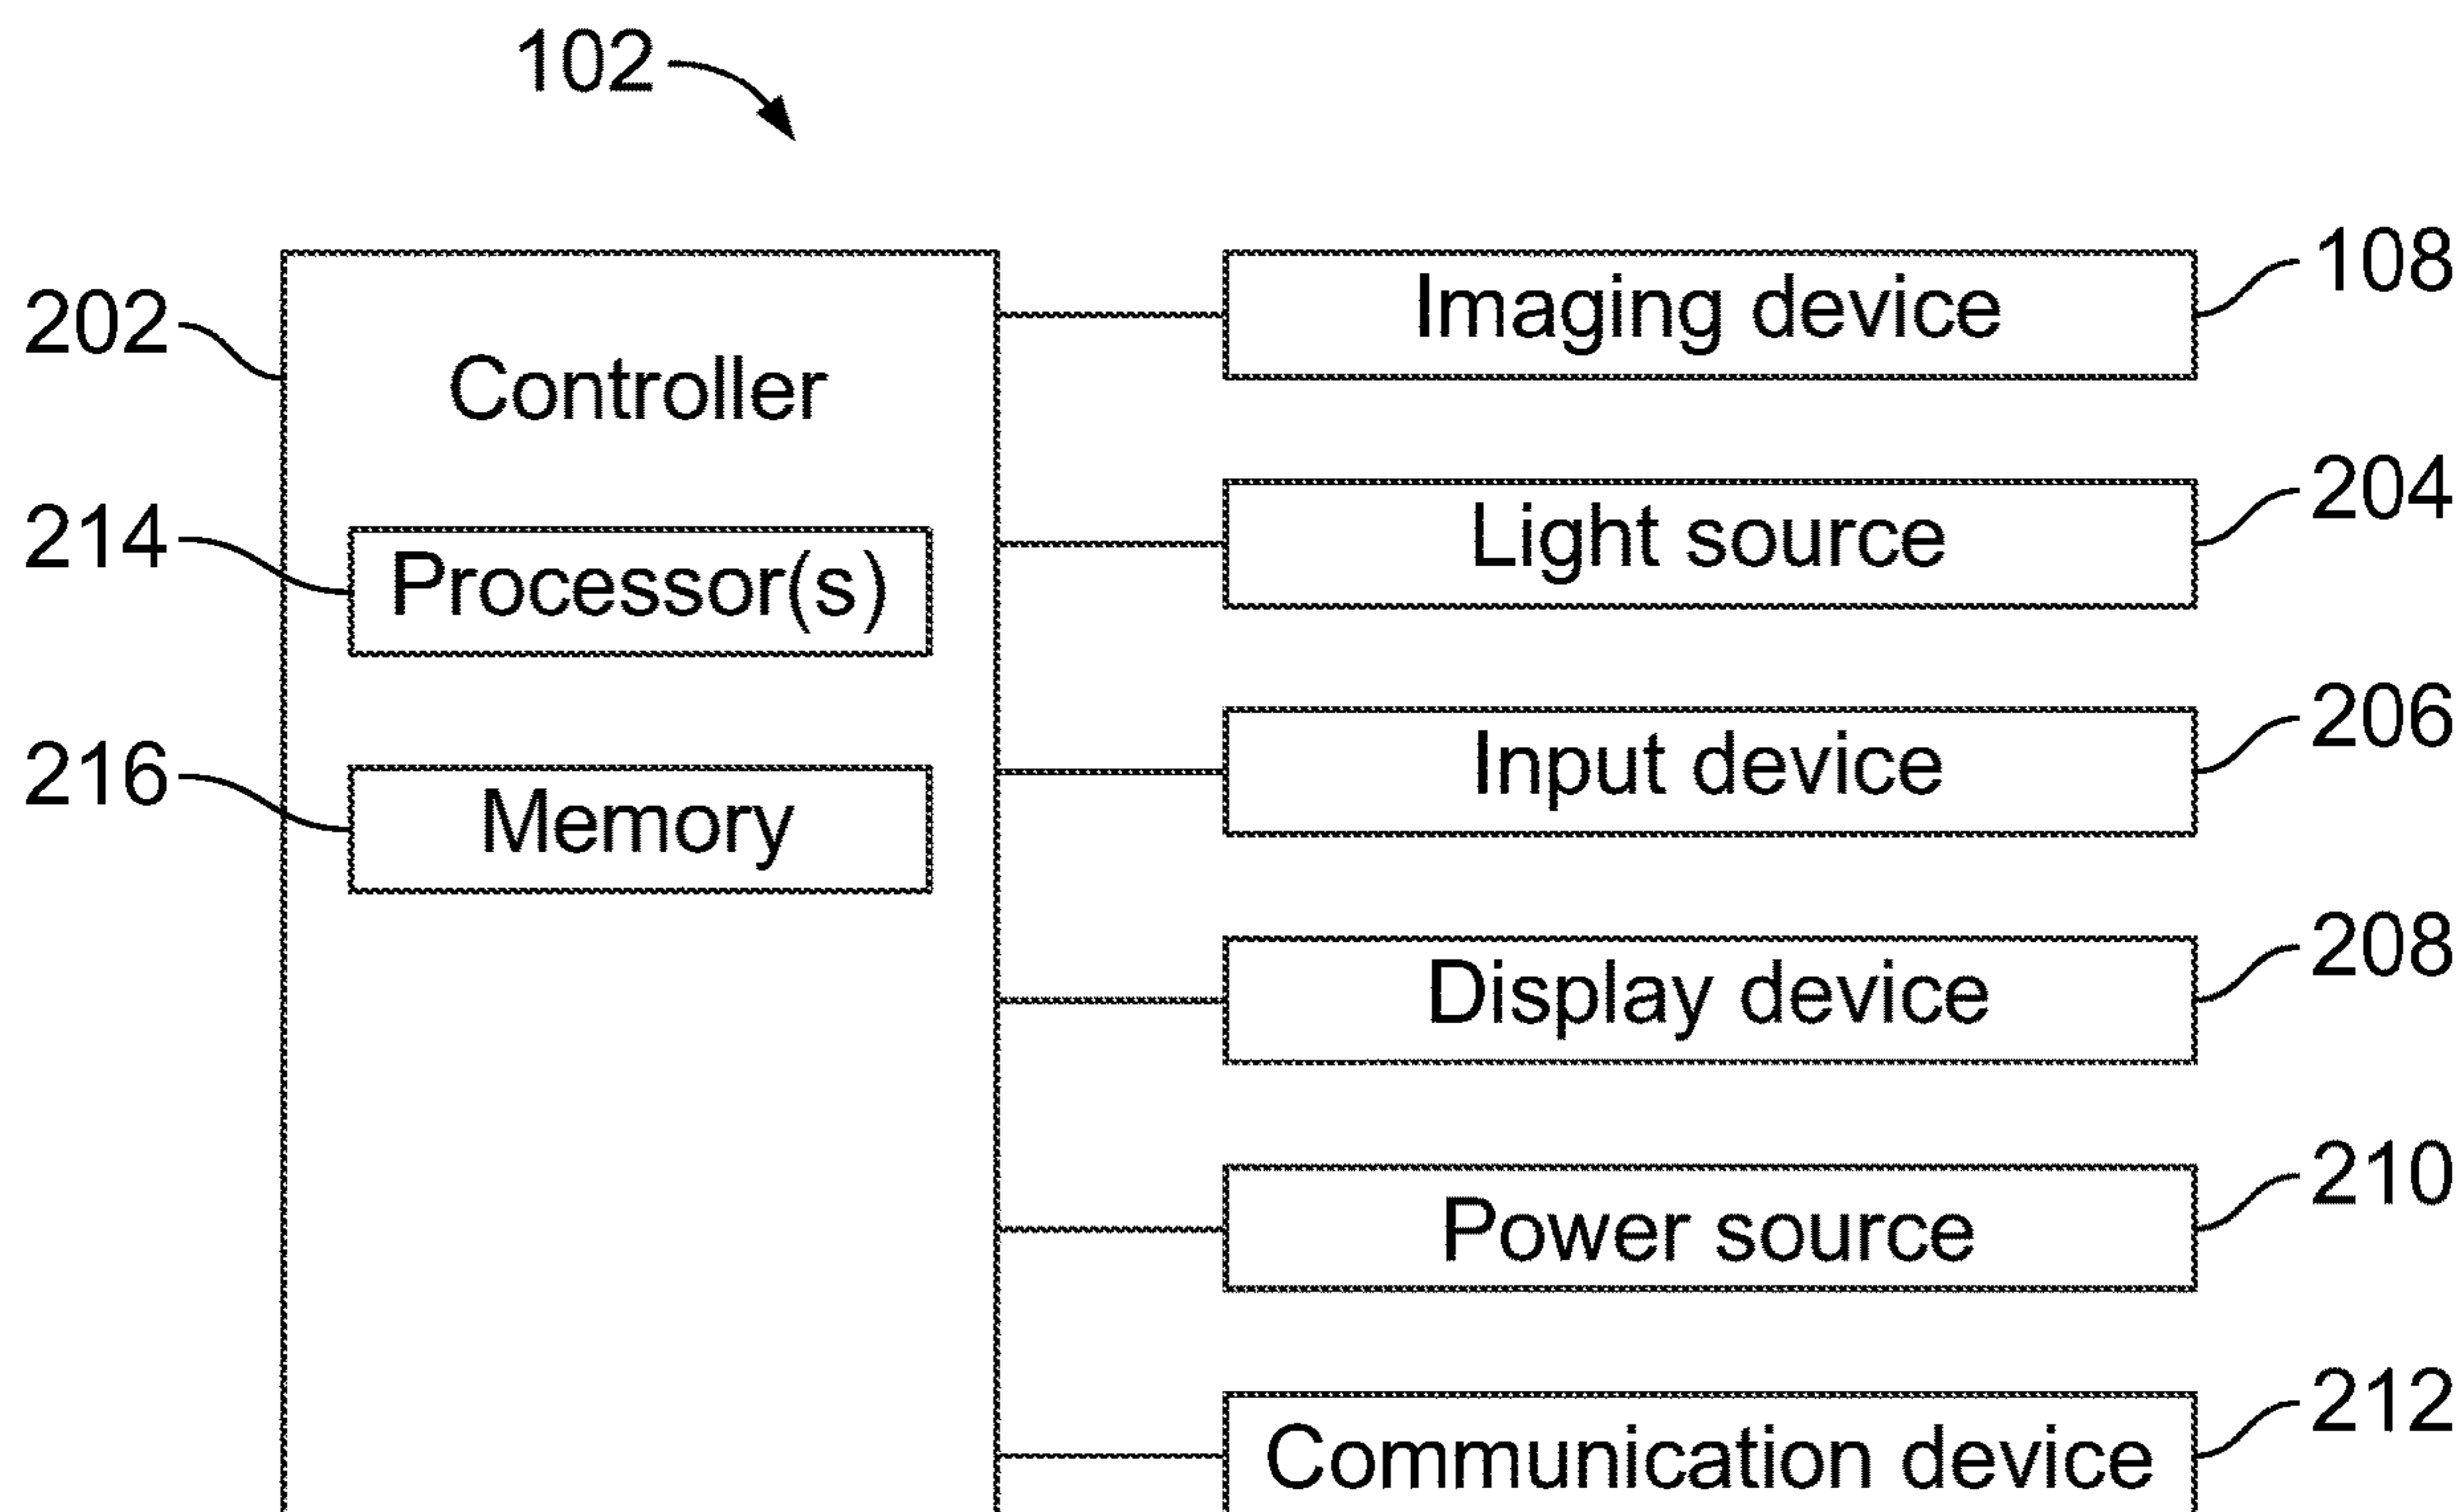 102
Imaging device
108
202
Controller
Light source
204
214
Processor(s)
Input device
206
216
Memory
Display device
208
Power source
210
Communication device
212